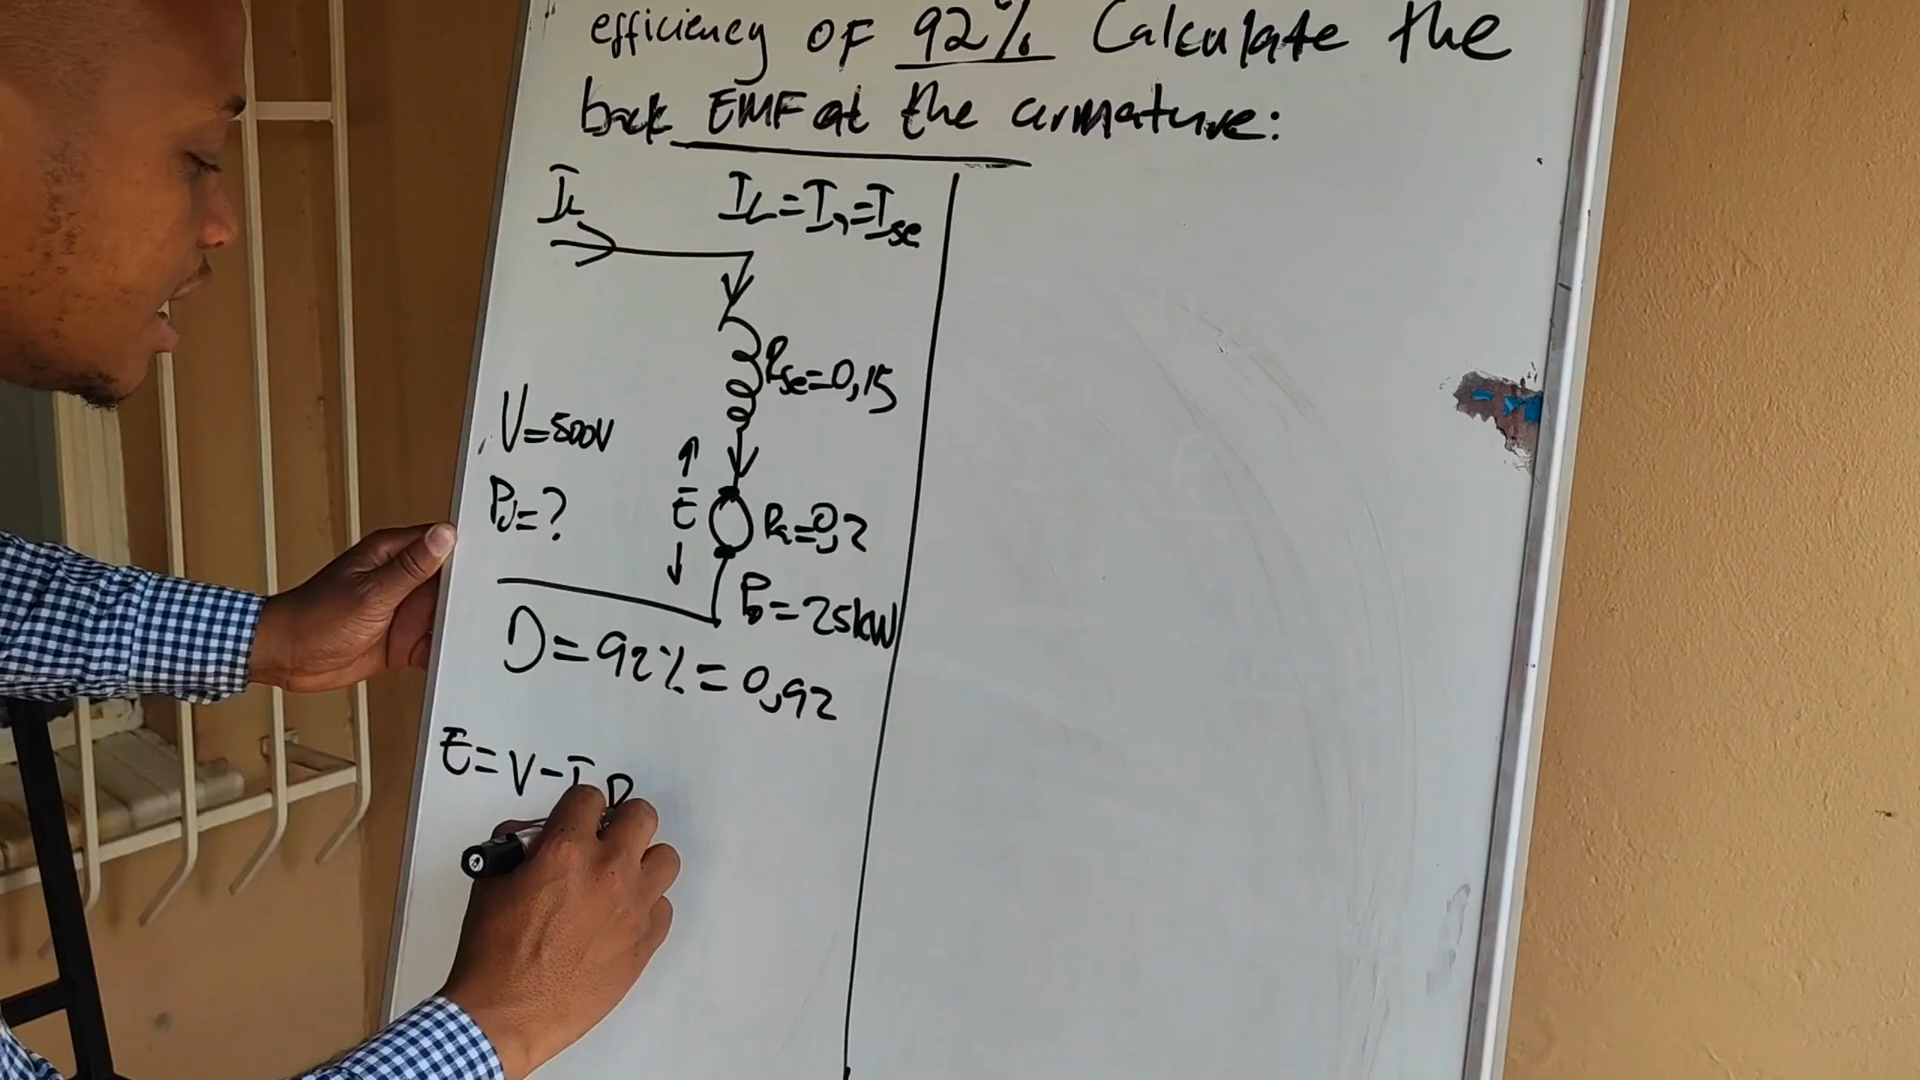 efficiency OF 92% Calculate the
back EMF at the armature:
IL
IL=Ia=Ise
Rse=0,15
V=500V
E
Ra=0,2
Pi=?
Po=25kW
η=92%=0,92
E=V-I R